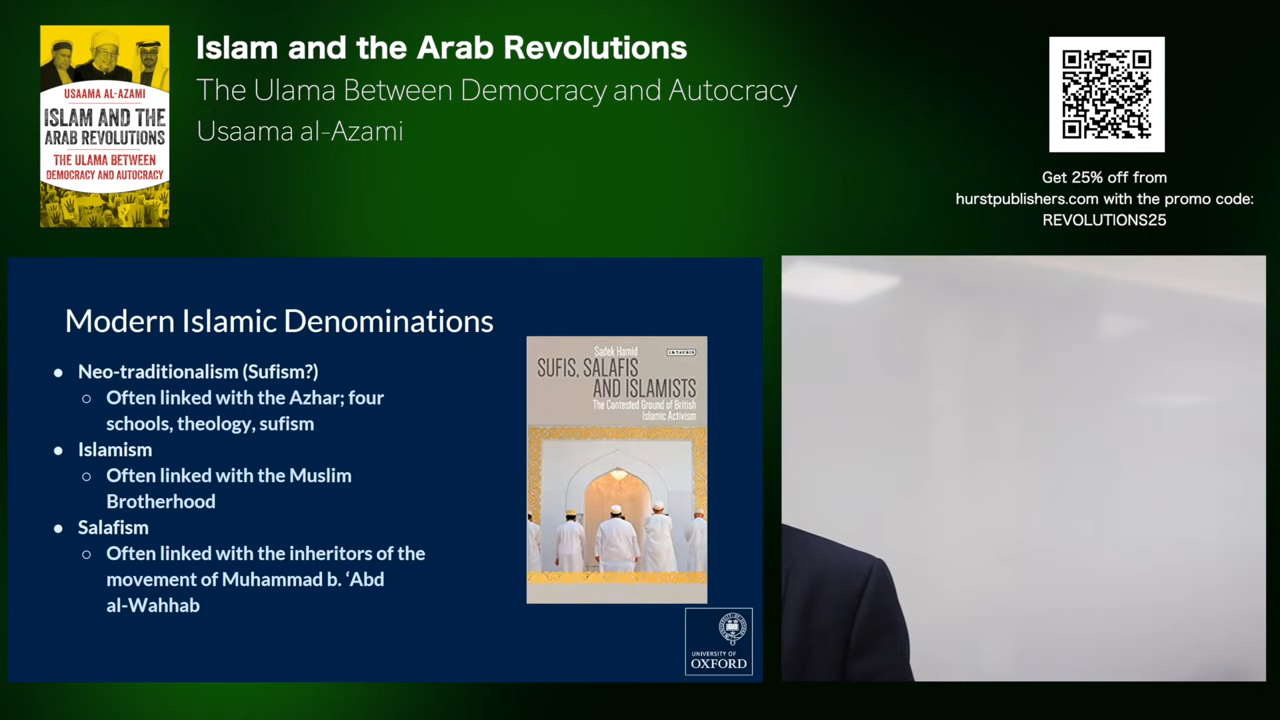 Islam and the Arab Revolutions
The Ulama Between Democracy and Autocracy
Usaama al-Azami
USAAMA AL-AZAMI
ISLAM AND THE
ARAB REVOLUTIONS
THE ULAMA BETWEEN
DEMOCRACY AND AUTOCRACY
Get 25% off from
hurstpublishers.com with the promo code:
REVOLUTIONS25
Modern Islamic Denominations
● Neo-traditionalism (Sufism?)
○ Often linked with the Azhar; four
schools, theology, sufism
● Islamism
○ Often linked with the Muslim
Brotherhood
● Salafism
○ Often linked with the inheritors of the
movement of Muhammad b. ‘Abd
al-Wahhab
Sadek Hamid
SUFIS, SALAFIS
AND ISLAMISTS
The Contested Ground of British
Islamic Activism
UNIVERSITY OF
OXFORD